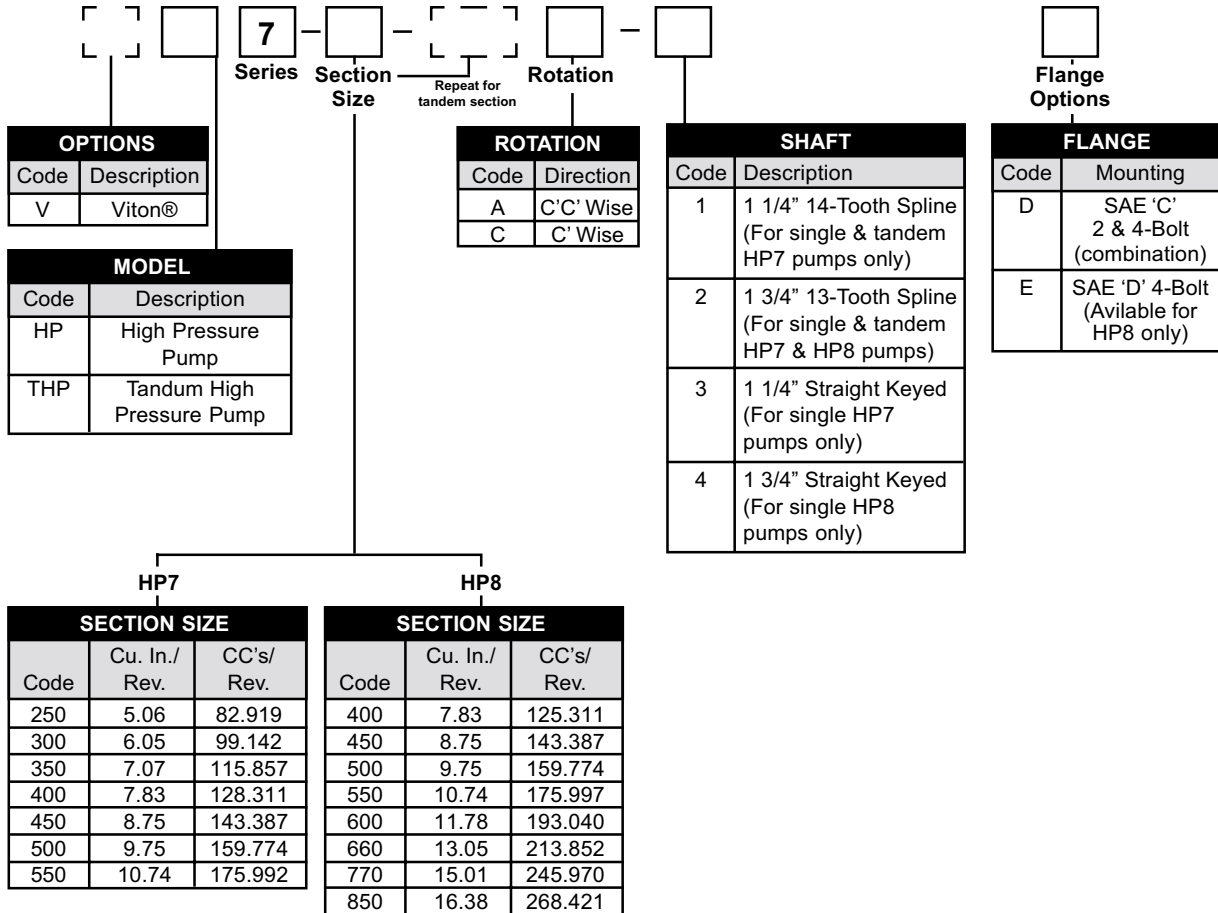 7
Series
Section
Size
Repeat for
tandem section
Rotation
Flange
Options
OPTIONS
Code Description
V Viton®
MODEL
Code Description
HP High Pressure
Pump
THP Tandum High
Pressure Pump
ROTATION
Code Direction
A C'C' Wise
C C' Wise
SHAFT
Code Description
1 1 1/4” 14-Tooth Spline
(For single & tandem
HP7 pumps only)
2 1 3/4” 13-Tooth Spline
(For single & tandem
HP7 & HP8 pumps)
3 1 1/4” Straight Keyed
(For single HP7
pumps only)
4 1 3/4” Straight Keyed
(For single HP8
pumps only)
FLANGE
Code Mounting
D SAE ‘C’
2 & 4-Bolt
(combination)
E SAE ‘D’ 4-Bolt
(Avilable for
HP8 only)
HP7
SECTION SIZE
Cu. In./ CC's/
Code Rev. Rev.
250 5.06 82.919
300 6.05 99.142
350 7.07 115.857
400 7.83 128.311
450 8.75 143.387
500 9.75 159.774
550 10.74 175.992
HP8
SECTION SIZE
Cu. In./ CC's/
Code Rev. Rev.
400 7.83 125.311
450 8.75 143.387
500 9.75 159.774
550 10.74 175.997
600 11.78 193.040
660 13.05 213.852
770 15.01 245.970
850 16.38 268.421